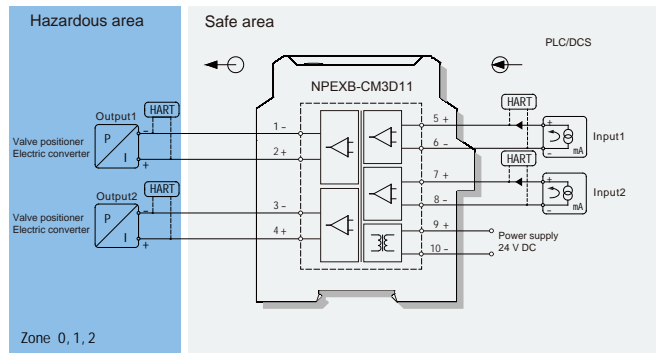 Hazardous area
Safe area
PLC/DCS
NPEXB-CM3D11
HART
Output1
Valve positioner
Electric converter
P
I
–
+
1 –
2 +
5 +
6 –
HART
+
–
mA
Input1
HART
7 +
8 –
+
–
mA
Input2
HART
Output2
Valve positioner
Electric converter
P
I
–
+
3 –
4 +
9 +
10 –
Power supply
24 V DC
Zone 0, 1, 2